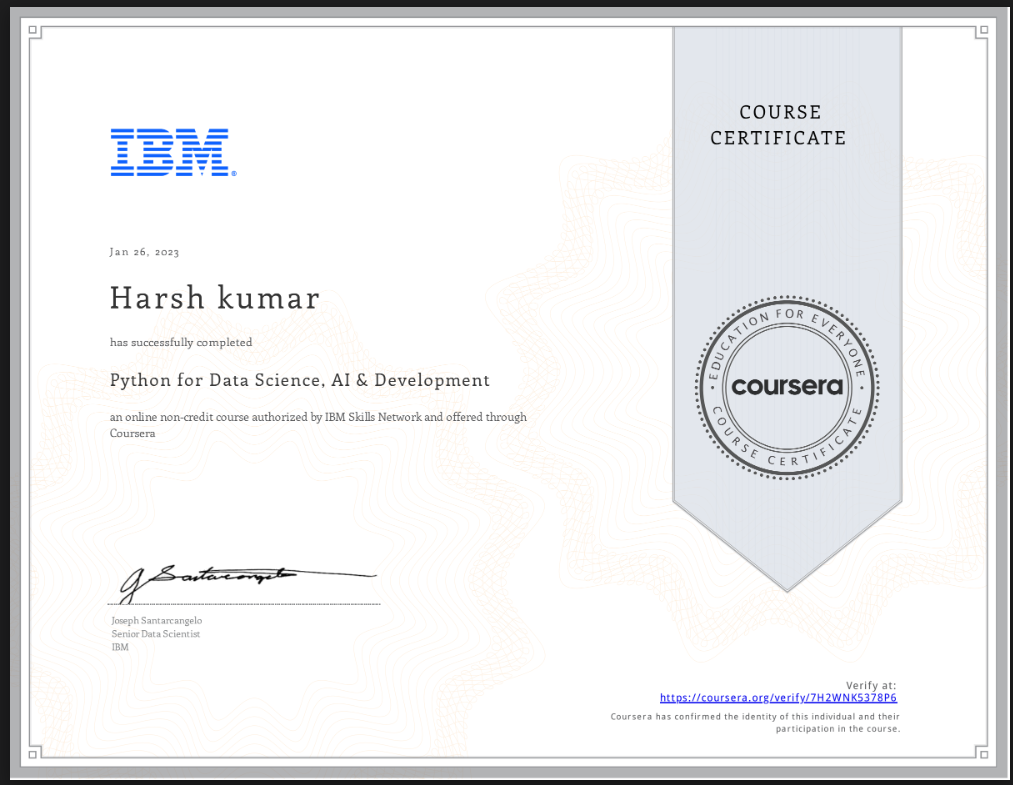 COURSE
CERTIFICATE
IBM®
Jan 26, 2023
Harsh kumar
has successfully completed
Python for Data Science, AI & Development
an online non-credit course authorized by IBM Skills Network and offered through
Coursera
EDUCATION FOR EVERYONE
coursera
COURSE CERTIFICATE
Joseph Santarcangelo
Senior Data Scientist
IBM
Verify at:
https://coursera.org/verify/7H2WNK5378P6
Coursera has confirmed the identity of this individual and their
participation in the course.